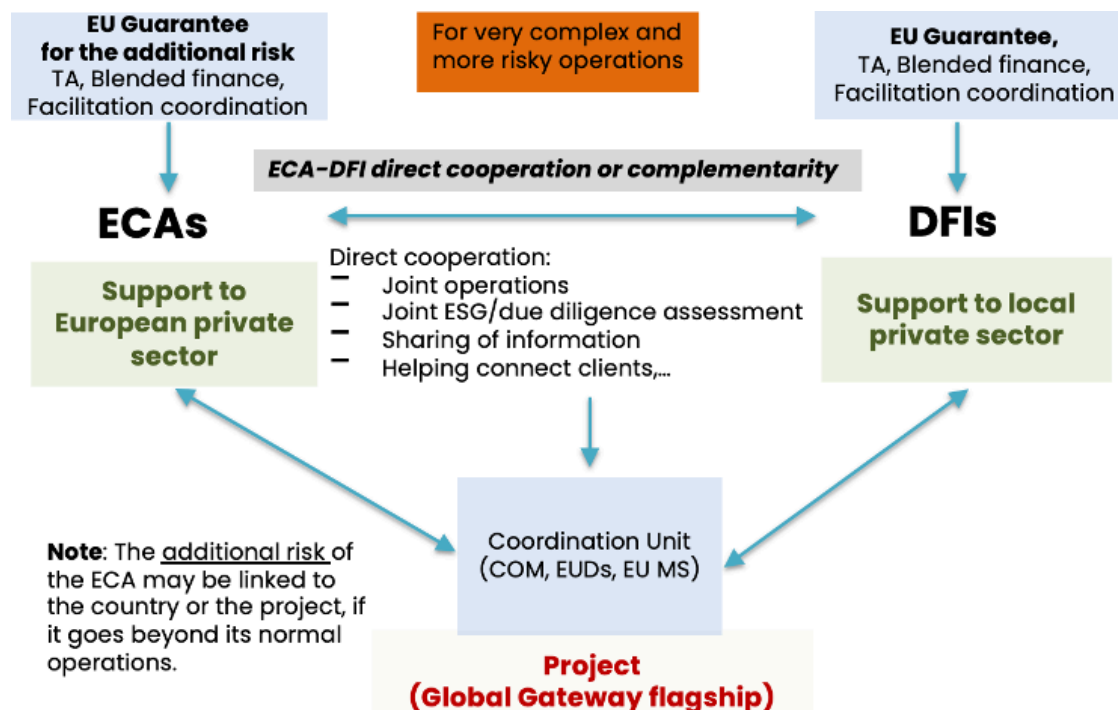 EU Guarantee
for the additional risk
TA, Blended finance,
Facilitation coordination
For very complex and
more risky operations
EU Guarantee,
TA, Blended finance,
Facilitation coordination
ECA-DFI direct cooperation or complementarity
ECAs
DFIs
Support to
European private
sector
Direct cooperation:
– Joint operations
– Joint ESG/due diligence assessment
– Sharing of information
– Helping connect clients,...
Support to local
private sector
Coordination Unit
(COM, EUDs, EU MS)
Note: The additional risk of
the ECA may be linked to
the country or the project, if
it goes beyond its normal
operations.
Project
(Global Gateway flagship)